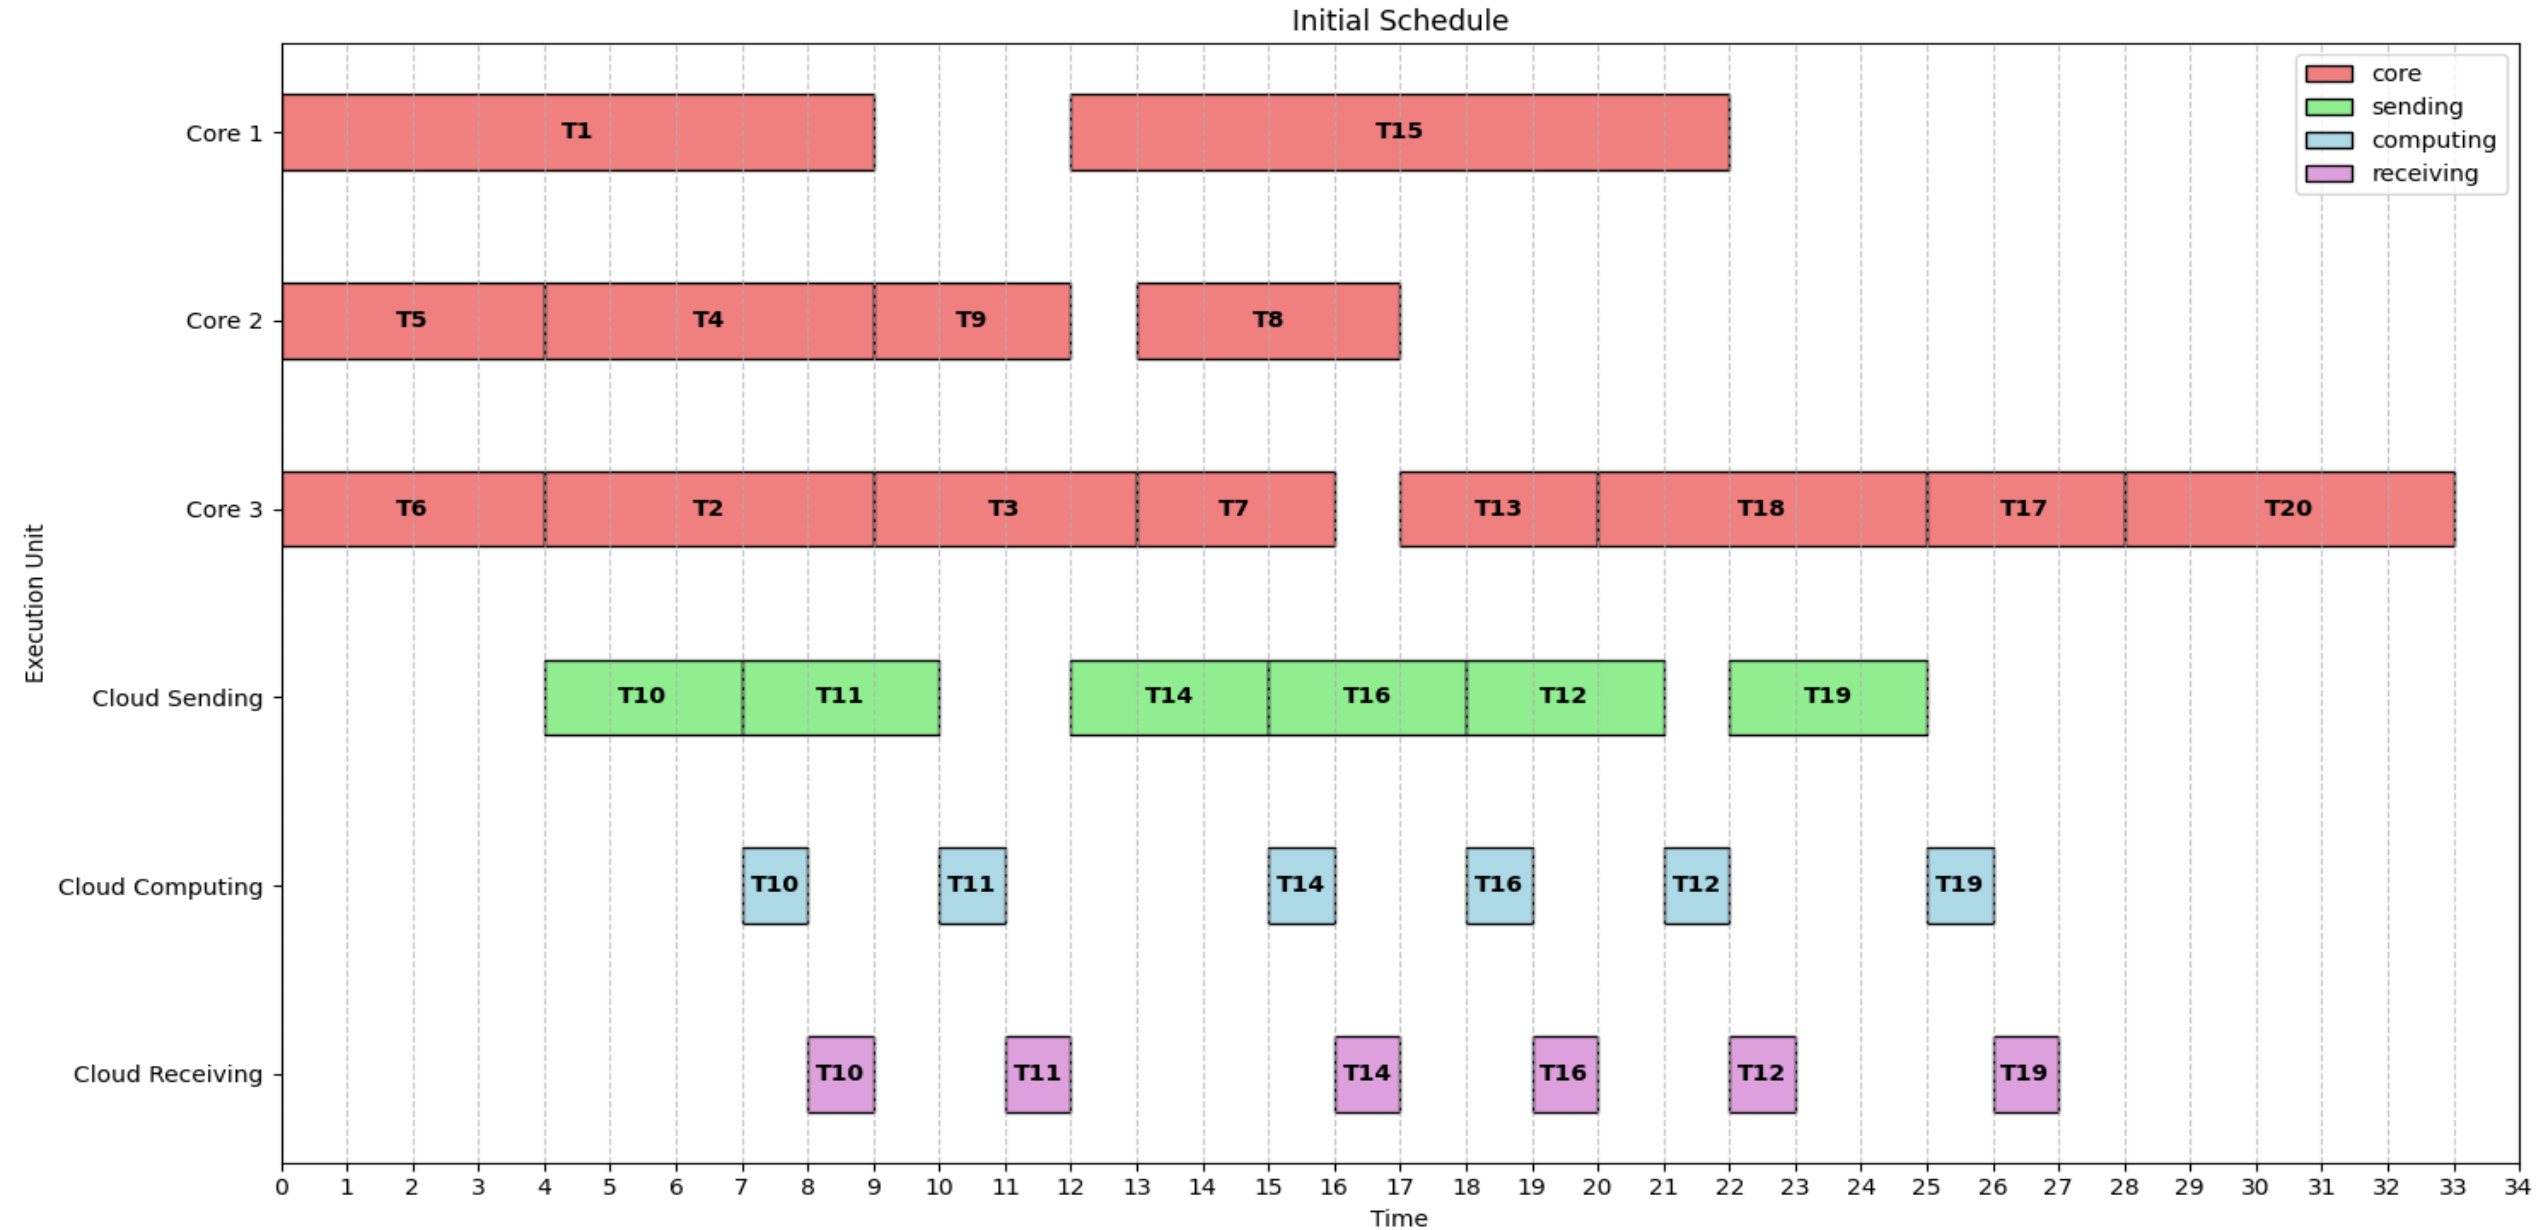 Initial Schedule
core
sending
computing
receiving
Execution Unit
Core 1
T1
T15
Core 2
T5
T4
T9
T8
Core 3
T6
T2
T3
T7
T13
T18
T17
T20
Cloud Sending
T10
T11
T14
T16
T12
T19
Cloud Computing
T10
T11
T14
T16
T12
T19
Cloud Receiving
T10
T11
T14
T16
T12
T19
0 1 2 3 4 5 6 7 8 9 10 11 12 13 14 15 16 17 18 19 20 21 22 23 24 25 26 27 28 29 30 31 32 33 34
Time